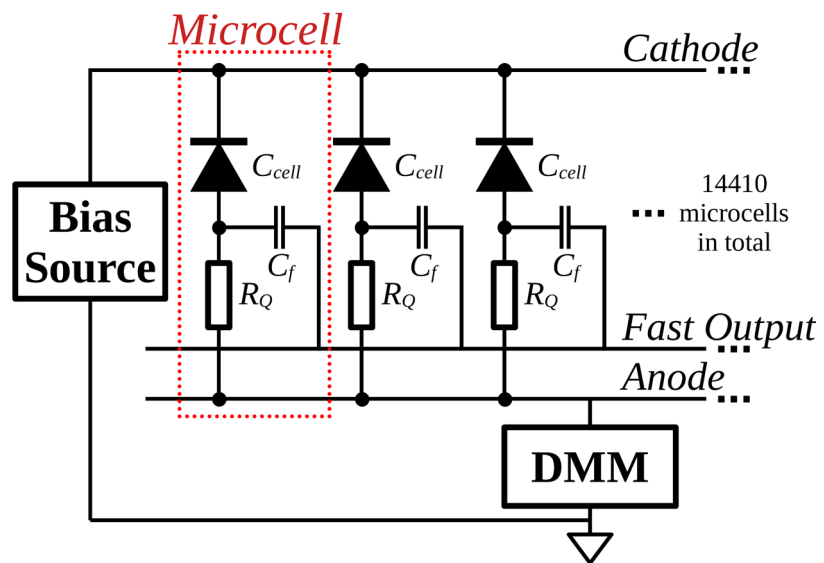 Microcell
Cathode
Ccell
Ccell
Ccell
14410
microcells
in total
Bias
Source
Cf
Cf
Cf
RQ
RQ
RQ
Fast Output
Anode
DMM